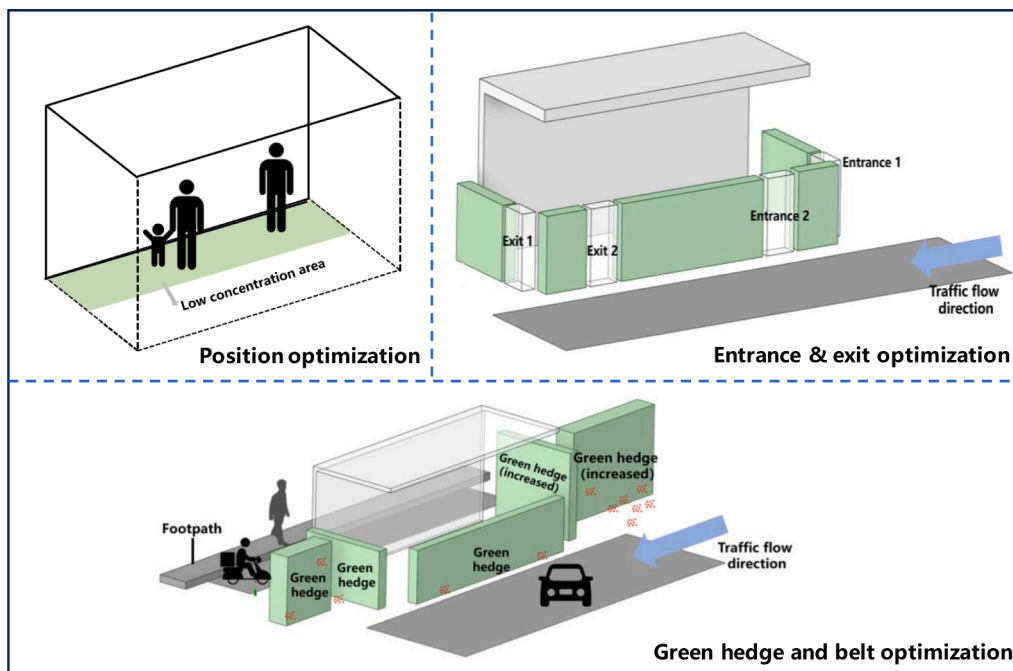 Low concentration area
Position optimization
Entrance 1
Entrance 2
Exit 1
Exit 2
Traffic flow
direction
Entrance & exit optimization
Green hedge
(increased)
Green hedge
(increased)
Footpath
Green
hedge
Green
hedge
Green
hedge
Traffic flow
direction
Green hedge and belt optimization